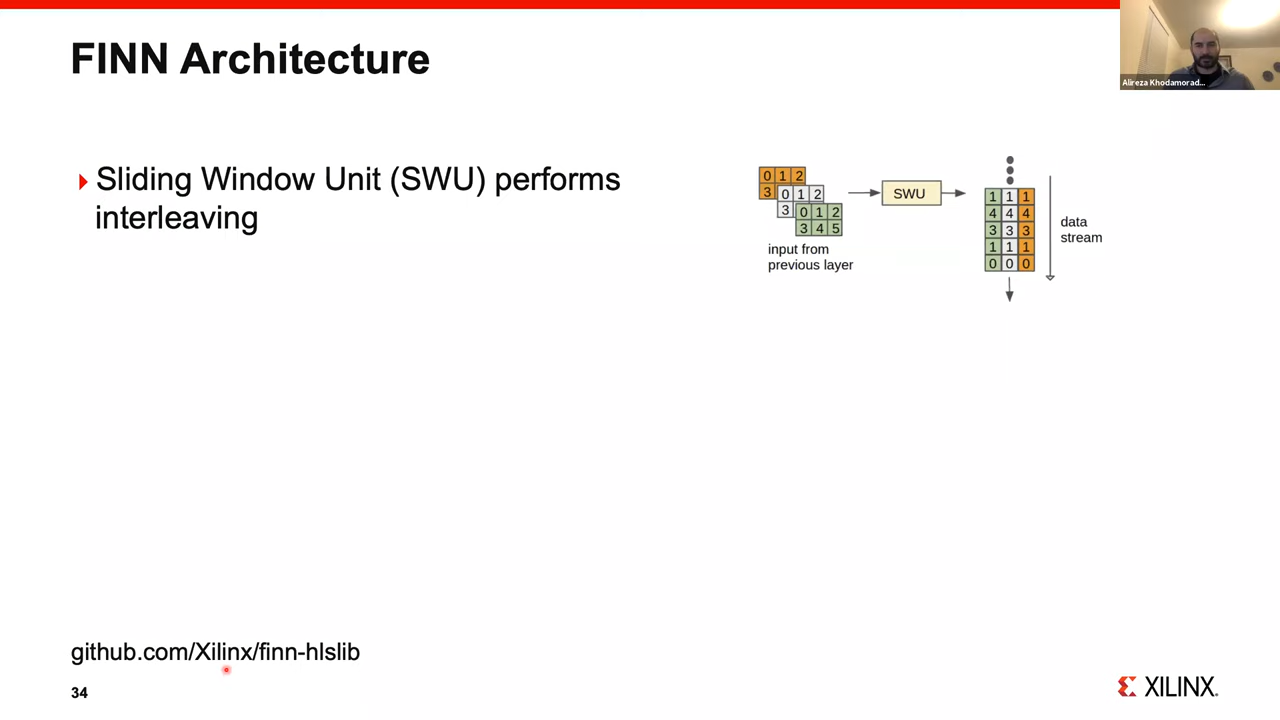 FINN Architecture
Alireza Khodamorad...
Sliding Window Unit (SWU) performs
interleaving
0 1 2
3 0 1 2
3 0 1 2
3 4 5
input from
previous layer
SWU
1 1 1
4 4 4
3 3 3
1 1 1
0 0 0
data
stream
github.com/Xilinx/finn-hlslib
34
XILINX.